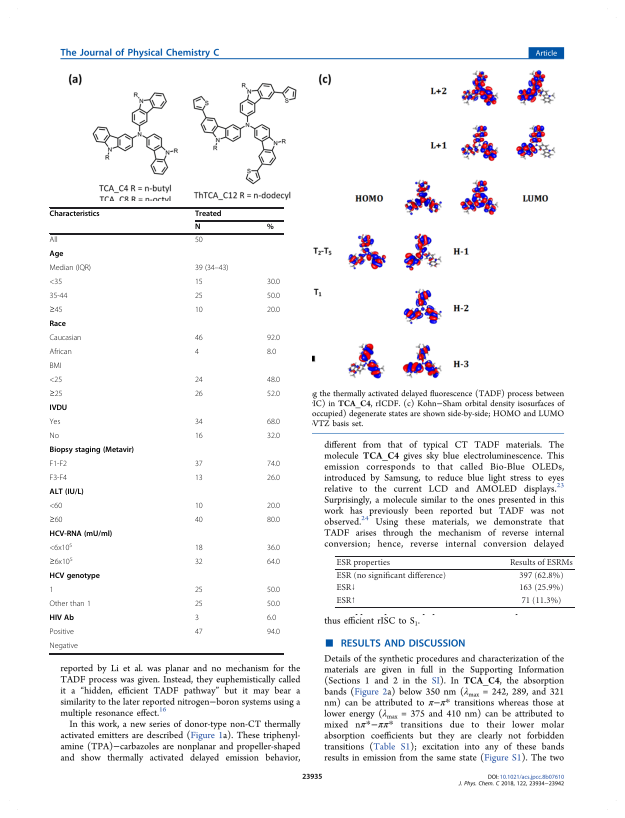 The Journal of Physical Chemistry C
Article
(a)
R
N
N
N
R
N
R
TCA_C4 R = n-butyl
TCA_C8 R = n-octyl
R
N
S
S
N
N
R
N
R
S
ThTCA_C12 R = n-dodecyl
Characteristics Treated
N %
All 50
Age
Median (IQR) 39 (34–43)
<35 15 30.0
35-44 25 50.0
≥45 10 20.0
Race
Caucasian 46 92.0
African 4 8.0
BMI
<25 24 48.0
≥25 26 52.0
IVDU
Yes 34 68.0
No 16 32.0
Biopsy staging (Metavir)
F1-F2 37 74.0
F3-F4 13 26.0
ALT (IU/L)
<60 10 20.0
≥60 40 80.0
HCV-RNA (mU/ml)
<6x10⁵ 18 36.0
≥6x10⁵ 32 64.0
HCV genotype
1 25 50.0
Other than 1 25 50.0
HIV Ab 3 6.0
Positive 47 94.0
Negative
reported by Li et al. was planar and no mechanism for the
TADF process was given. Instead, they euphemistically called
it a “hidden, efficient TADF pathway” but it may bear a
similarity to the later reported nitrogen−boron systems using a
multiple resonance effect.¹⁶
In this work, a new series of donor-type non-CT thermally
activated emitters are described (Figure 1a). These triphenyl-
amine (TPA)−carbazoles are nonplanar and propeller-shaped
and show thermally activated delayed emission behavior,
(c)
L+2
L+1
HOMO LUMO
T₂-T₅ H-1
T₁
H-2
H-3
g the thermally activated delayed fluorescence (TADF) process between
IC) in TCA_C4, rICDF. (c) Kohn−Sham orbital density isosurfaces of
occupied) degenerate states are shown side-by-side; HOMO and LUMO
VTZ basis set.
different from that of typical CT TADF materials. The
molecule TCA_C4 gives sky blue electroluminescence. This
emission corresponds to that called Bio-Blue OLEDs,
introduced by Samsung, to reduce blue light stress to eyes
relative to the current LCD and AMOLED displays.²³
Surprisingly, a molecule similar to the ones presented in this
work has previously been reported but TADF was not
observed.²⁴ Using these materials, we demonstrate that
TADF arises through the mechanism of reverse internal
conversion; hence, reverse internal conversion delayed
ESR properties Results of ESRMs
ESR (no significant difference) 397 (62.8%)
ESR↓ 163 (25.9%)
ESR↑ 71 (11.3%)
thus efficient rISC to S₁.
■ RESULTS AND DISCUSSION
Details of the synthetic procedures and characterization of the
materials are given in full in the Supporting Information
(Sections 1 and 2 in the SI). In TCA_C4, the absorption
bands (Figure 2a) below 350 nm (λmax = 242, 289, and 321
nm) can be attributed to π−π* transitions whereas those at
lower energy (λmax = 375 and 410 nm) can be attributed to
mixed nπ*−ππ* transitions due to their lower molar
absorption coefficients but they are clearly not forbidden
transitions (Table S1); excitation into any of these bands
results in emission from the same state (Figure S1). The two
23935
DOI: 10.1021/acs.jpcc.8b07610
J. Phys. Chem. C 2018, 122, 23934−23942